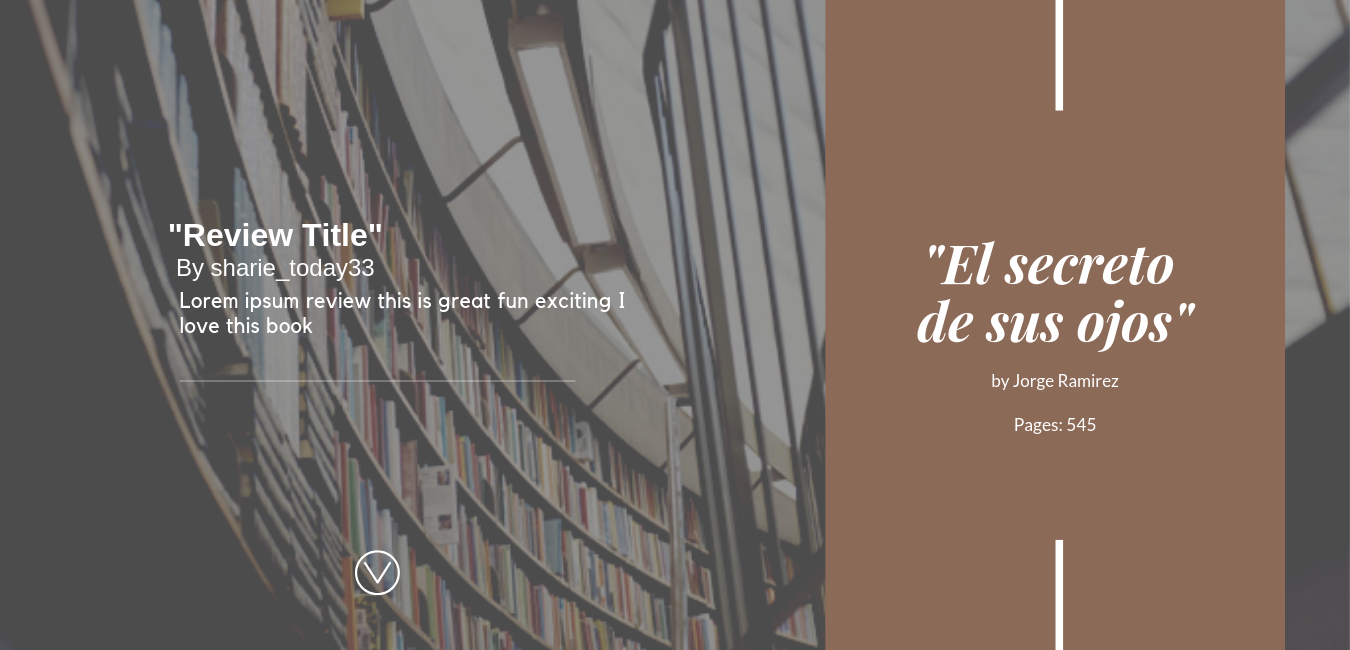 "Review Title"
By sharie_today33
Lorem ipsum review this is great fun exciting I
love this book
"El secreto
de sus ojos"
by Jorge Ramirez
Pages: 545